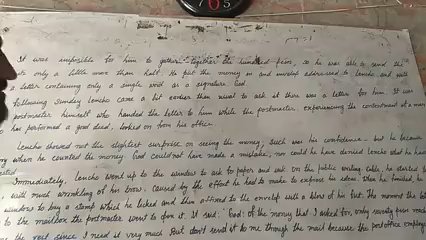 5
It was impossible for him to gather together the hundred pesos, so he was able to send the
only a little more than half. He put the money in an envelop addressed to Lencho and with
a letter containing only a single word as a signature God
Following Sunday Lencho came a bit earlier than usual to ask if there was a letter for him. It was
postmaster himself who handed the letter to him while the postmaster, experiencing the contentment of a man
o has performed a good deed, looked on from his office.
Lencho showed not the slightest surprise on seeing the money, such was his confidence - but he became
ry when he counted the money. God could not have made a mistake, nor could he have denied Lencho what he has
Immediately, Lencho went up to the window to ask for paper and ink. On the public writing table, he started to
with much wrinkling of his brow, caused by the effort he had to make to express his ideas. When he finished, he
window to buy a stamp which he licked and then affixed to the envelop with a blow of his fist. The moment the let
to the mailbox the postmaster went to open it. It said: God: of the money that I asked for, only seventy pesos reach
the rest, since I need it very much. But don't send it to me through the mail because the post office employe